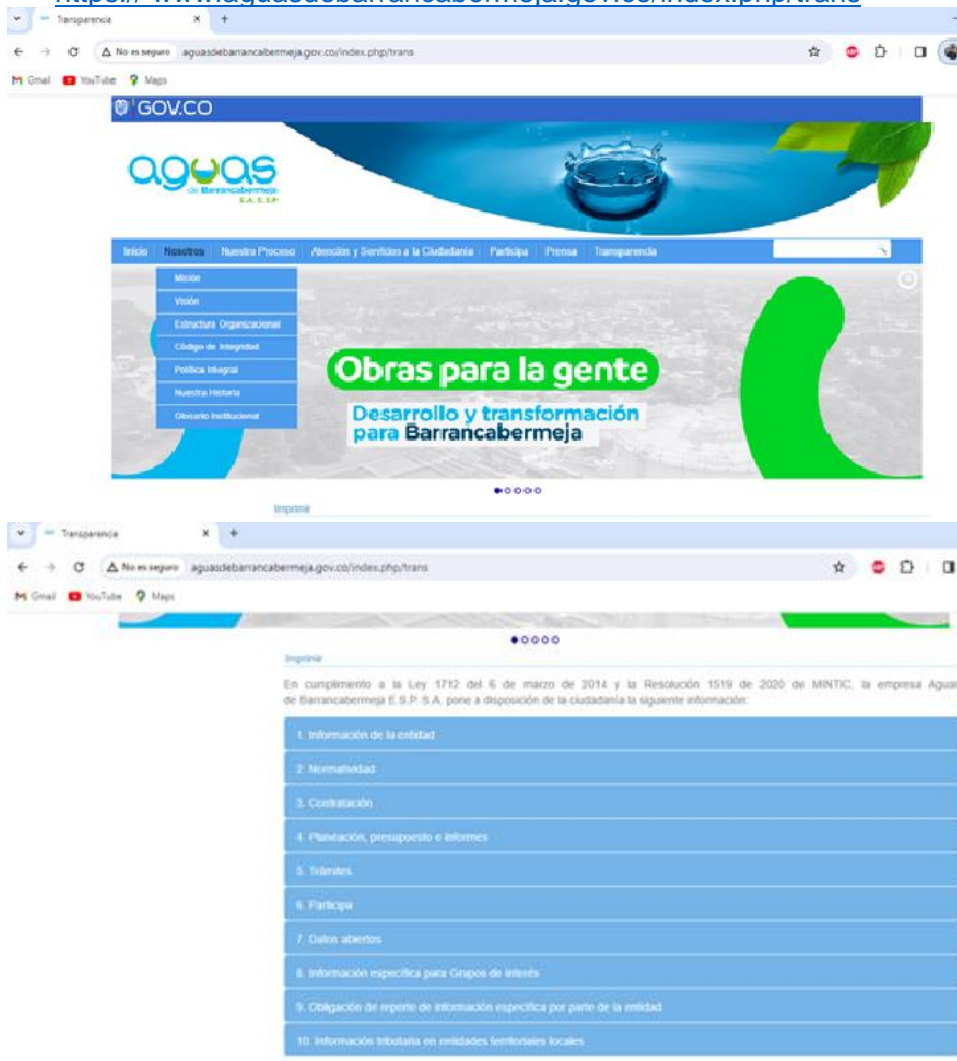 https:// www.aguasdebarrancabermeja.gov.co/index.php/trans
Transparencia
No es seguro aguasdebarrancabermeja.gov.co/index.php/trans
Gmail YouTube Maps
GOV.CO
aguas
de Barrancabermeja
S.A. E.S.P.
Inicio Nosotros Nuestro Proceso Atención y Servicios a la Ciudadanía Participa Prensa Transparencia
Misión
Visión
Estructura Organizacional
Código de Integridad
Política Integral
Nuestra Historia
Glosario Institucional
Obras para la gente
Desarrollo y transformación
para Barrancabermeja
Imprimir
Transparencia
No es seguro aguasdebarrancabermeja.gov.co/index.php/trans
Gmail YouTube Maps
Imprimir
En cumplimiento a la Ley 1712 del 6 de marzo de 2014 y la Resolución 1519 de 2020 de MINTIC, la empresa Aguas
de Barrancabermeja E.S.P. S.A. pone a disposición de la ciudadanía la siguiente información:
1. Información de la entidad
2. Normatividad
3. Contratación
4. Planeación, presupuesto e informes
5. Trámites
6. Participa
7. Datos abiertos
8. Información específica para Grupos de Interés
9. Obligación de reporte de información específica por parte de la entidad
10. Información tributaria en entidades territoriales locales